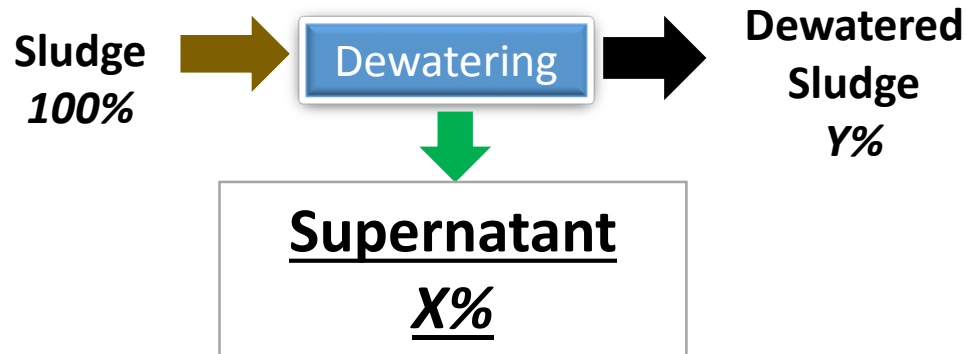 Sludge
100%
Dewatering
Dewatered
Sludge
Y%
Supernatant
X%